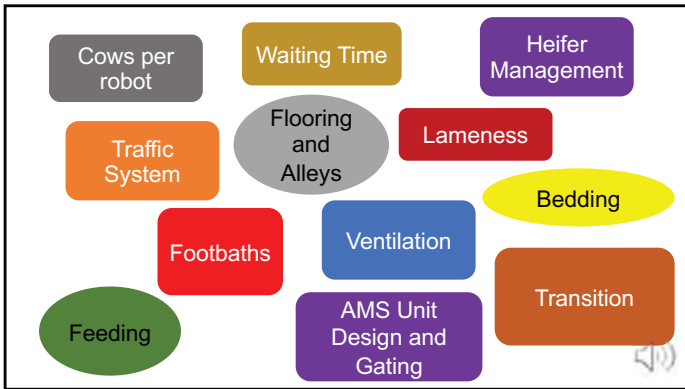 Cows per
robot
Waiting Time
Heifer
Management
Flooring
and
Alleys
Lameness
Traffic
System
Bedding
Footbaths
Ventilation
Transition
Feeding
AMS Unit
Design and
Gating